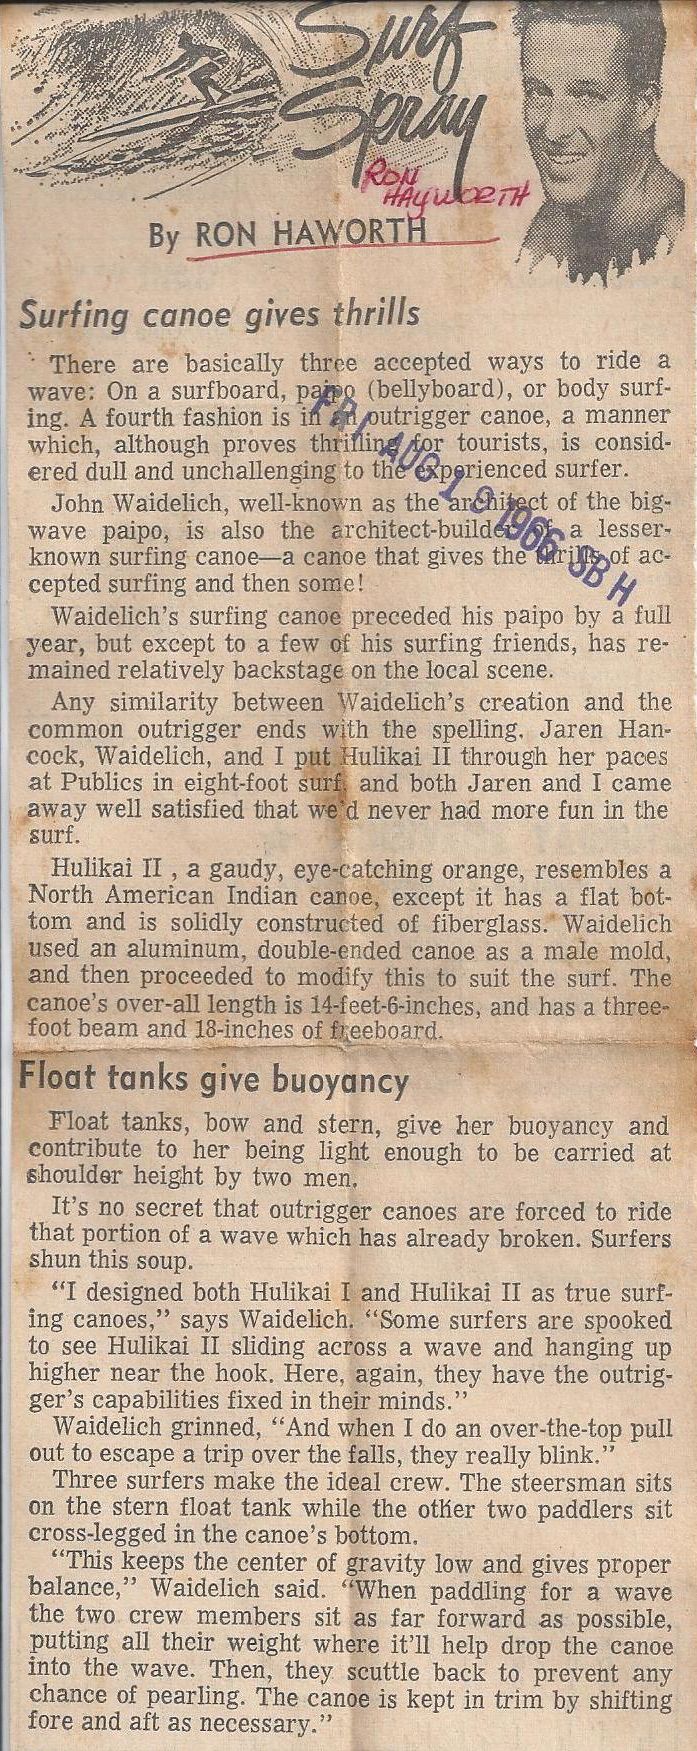 Surf
Spray
RON
HAYWORTH
By RON HAWORTH
Surfing canoe gives thrills
There are basically three accepted ways to ride a
wave: On a surfboard, paipo (bellyboard), or body surf-
ing. A fourth fashion is in an outrigger canoe, a manner
which, although proves thrilling for tourists, is consid-
ered dull and unchallenging to the experienced surfer.
FRI AUG 19 1966 SBH
John Waidelich, well-known as the architect of the big-
wave paipo, is also the architect-builder of a lesser-
known surfing canoe—a canoe that gives the thrills of ac-
cepted surfing and then some!
Waidelich's surfing canoe preceded his paipo by a full
year, but except to a few of his surfing friends, has re-
mained relatively backstage on the local scene.
Any similarity between Waidelich's creation and the
common outrigger ends with the spelling. Jaren Han-
cock, Waidelich, and I put Hulikai II through her paces
at Publics in eight-foot surf, and both Jaren and I came
away well satisfied that we'd never had more fun in the
surf.
Hulikai II , a gaudy, eye-catching orange, resembles a
North American Indian canoe, except it has a flat bot-
tom and is solidly constructed of fiberglass. Waidelich
used an aluminum, double-ended canoe as a male mold,
and then proceeded to modify this to suit the surf. The
canoe's over-all length is 14-feet-6-inches, and has a three-
foot beam and 18-inches of freeboard.
Float tanks give buoyancy
Float tanks, bow and stern, give her buoyancy and
contribute to her being light enough to be carried at
shoulder height by two men.
It's no secret that outrigger canoes are forced to ride
that portion of a wave which has already broken. Surfers
shun this soup.
"I designed both Hulikai I and Hulikai II as true surf-
ing canoes," says Waidelich. "Some surfers are spooked
to see Hulikai II sliding across a wave and hanging up
higher near the hook. Here, again, they have the outrig-
ger's capabilities fixed in their minds."
Waidelich grinned, "And when I do an over-the-top pull
out to escape a trip over the falls, they really blink."
Three surfers make the ideal crew. The steersman sits
on the stern float tank while the other two paddlers sit
cross-legged in the canoe's bottom.
"This keeps the center of gravity low and gives proper
balance," Waidelich said. "When paddling for a wave
the two crew members sit as far forward as possible,
putting all their weight where it'll help drop the canoe
into the wave. Then, they scuttle back to prevent any
chance of pearling. The canoe is kept in trim by shifting
fore and aft as necessary."